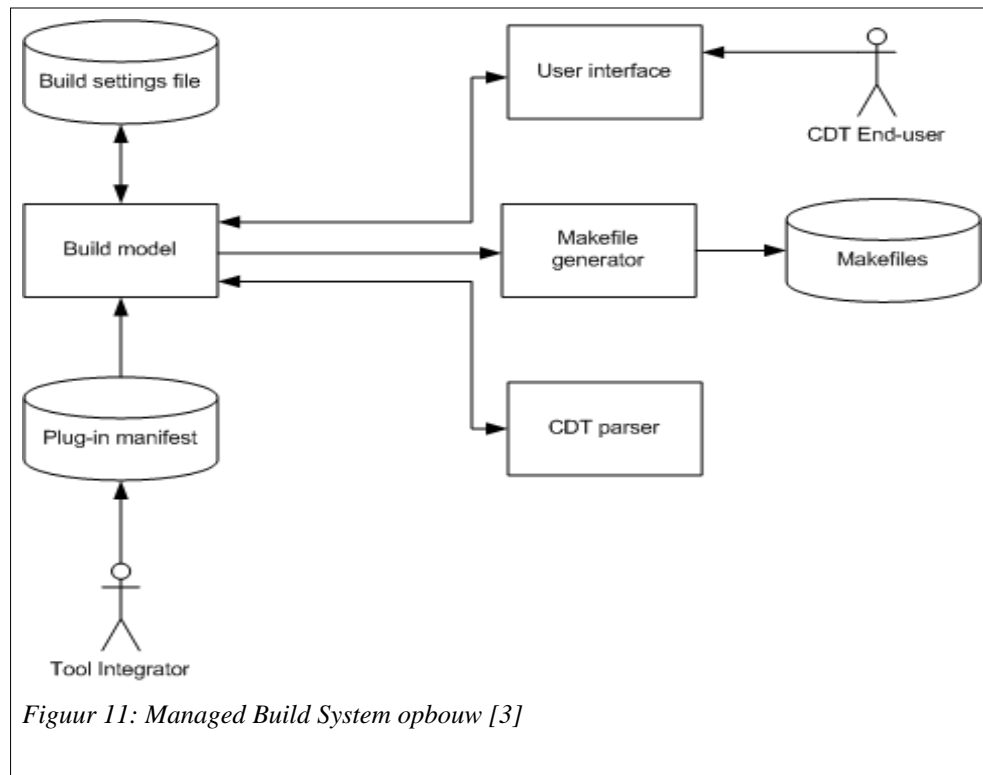 Build settings file
User interface
CDT End-user
Build model
Makefile
generator
Makefiles
Plug-in manifest
CDT parser
Tool Integrator
Figuur 11: Managed Build System opbouw [3]